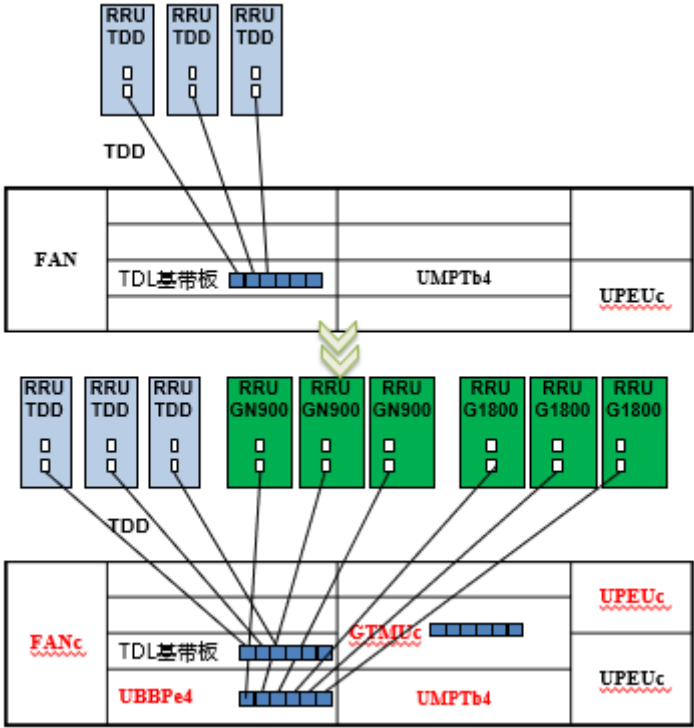 RRU RRU RRU
TDD TDD TDD
TDD
FAN
TDL基带板 UMPTb4
UPEUc
RRU RRU RRU RRU RRU RRU RRU RRU RRU
TDD TDD TDD GN900 GN900 GN900 G1800 G1800 G1800
TDD
UPEUc
GTMUc
FANc
TDL基带板
UPEUc
UBBPe4 UMPTb4